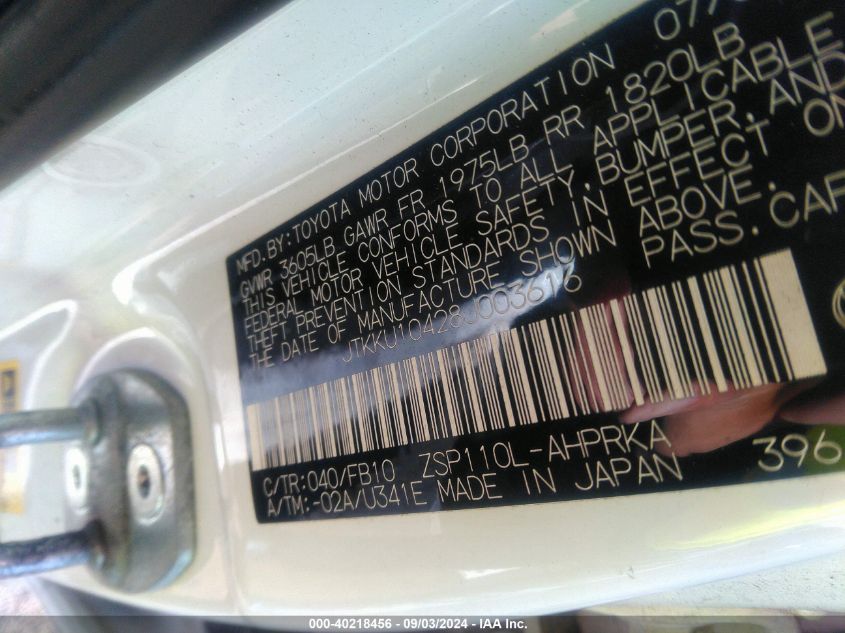 MFD.BY:TOYOTA MOTOR CORPORATION 07/
GVWR 3605LB GAWR FR 1975LB RR 1820LB
THIS VEHICLE CONFORMS TO ALL APPLICABLE
FEDERAL MOTOR VEHICLE SAFETY,BUMPER,AND
THEFT PREVENTION STANDARDS IN EFFECT ON
THE DATE OF MANUFACTURE SHOWN ABOVE.
JTKKU10428J003616 PASS.CAR
C/TR:040/FB10 ZSP110L-AHPRKA
A/TM:-02A/U341E MADE IN JAPAN 396
000-40218456 - 09/03/2024 - IAA Inc.